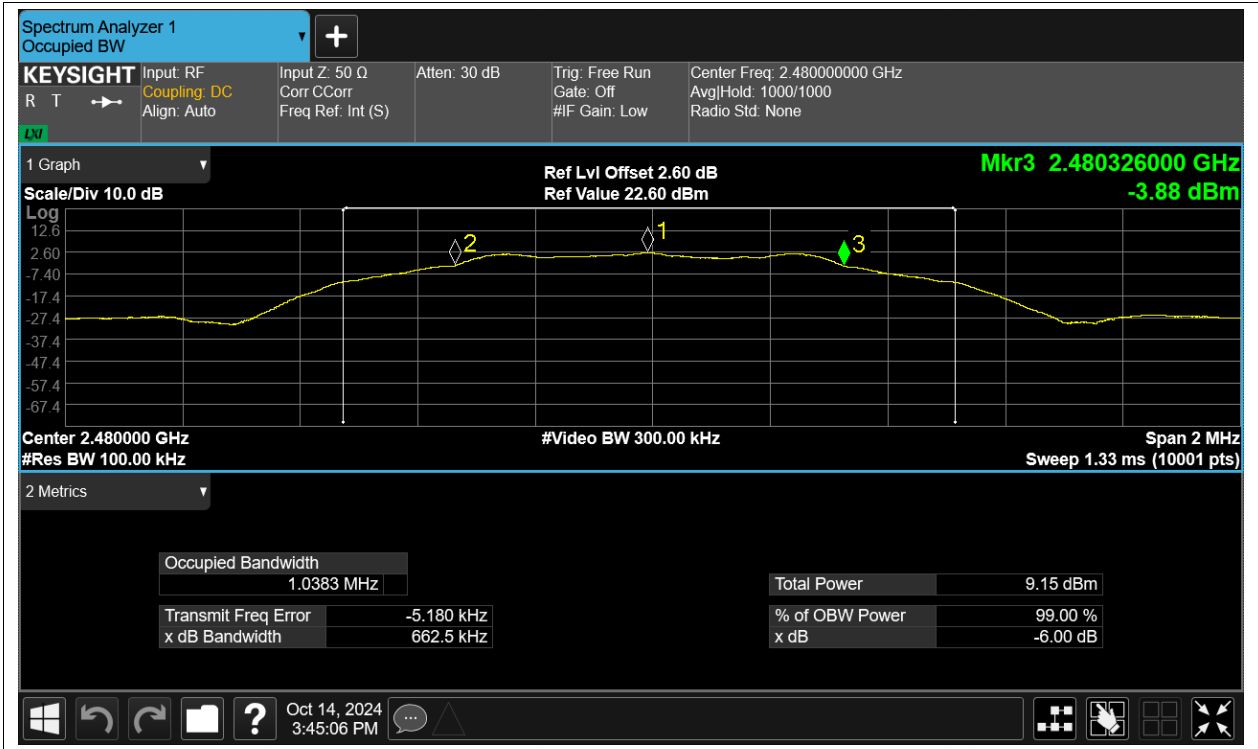 Spectrum Analyzer 1
Occupied BW
KEYSIGHT
R T
LXI
Input: RF
Coupling: DC
Align: Auto
Input Z: 50 Ω
Corr CCorr
Freq Ref: Int (S)
Atten: 30 dB
Trig: Free Run
Gate: Off
#IF Gain: Low
Center Freq: 2.480000000 GHz
Avg|Hold: 1000/1000
Radio Std: None
1 Graph
Scale/Div 10.0 dB
Ref Lvl Offset 2.60 dB
Ref Value 22.60 dBm
Mkr3 2.480326000 GHz
-3.88 dBm
Log
12.6
2.60
-7.40
-17.4
-27.4
-37.4
-47.4
-57.4
-67.4
2
1
3
Center 2.480000 GHz
#Res BW 100.00 kHz
#Video BW 300.00 kHz
Span 2 MHz
Sweep 1.33 ms (10001 pts)
2 Metrics
Occupied Bandwidth
1.0383 MHz
Transmit Freq Error -5.180 kHz
x dB Bandwidth 662.5 kHz
Total Power 9.15 dBm
% of OBW Power 99.00 %
x dB -6.00 dB
?
Oct 14, 2024
3:45:06 PM